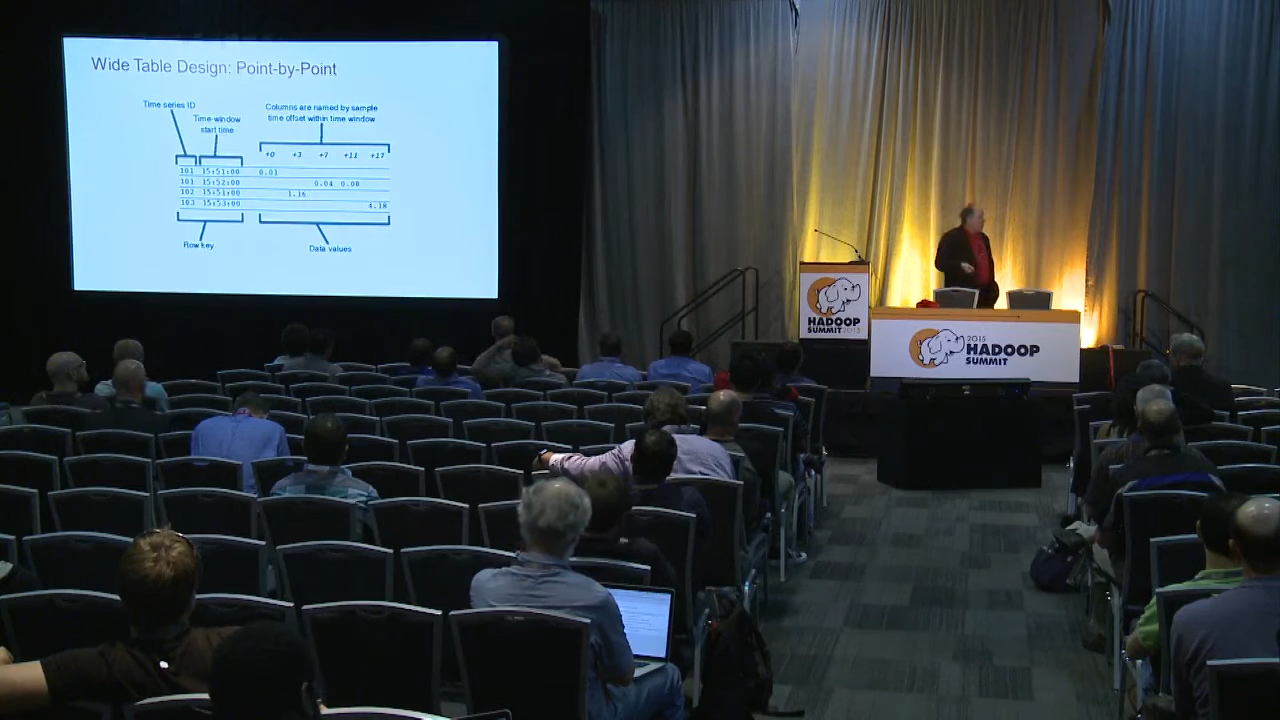 Wide Table Design: Point-by-Point
Time series ID
Time-window
start time
Columns are named by sample
time offset within time window
+0 +3 +7 +11 +17
101 15:51:00 0.01
101 15:52:00 0.04 0.00
102 15:51:00 1.16
103 15:53:00 4.18
Row key
Data values
HADOOP
SUMMIT 2015
2015
HADOOP
SUMMIT